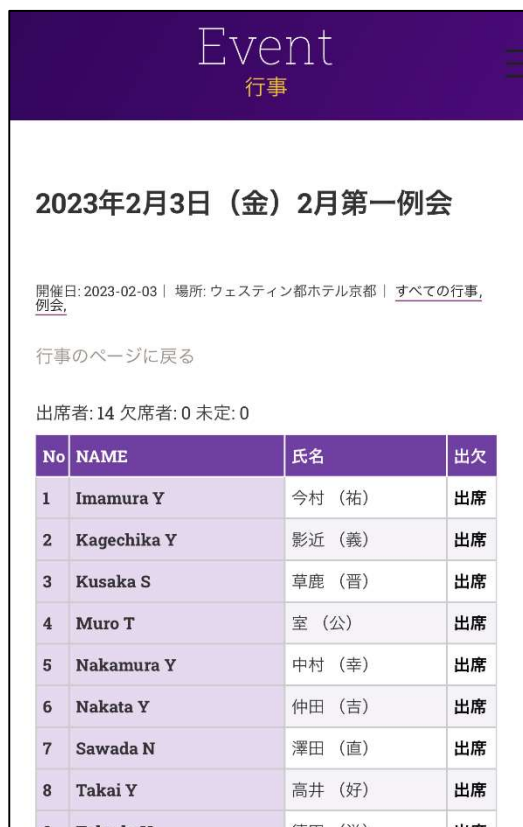 Event
行事
2023年2月3日（金）2月第一例会
開催日: 2023-02-03｜ 場所: ウェスティン都ホテル京都｜ すべての行事,
例会,
行事のページに戻る
出席者: 14 欠席者: 0 未定: 0
No NAME 氏名 出欠
1 Imamura Y 今村 （祐） 出席
2 Kagechika Y 影近 （義） 出席
3 Kusaka S 草鹿 （晋） 出席
4 Muro T 室 （公） 出席
5 Nakamura Y 中村 （幸） 出席
6 Nakata Y 仲田 （吉） 出席
7 Sawada N 澤田 （直） 出席
8 Takai Y 高井 （好） 出席